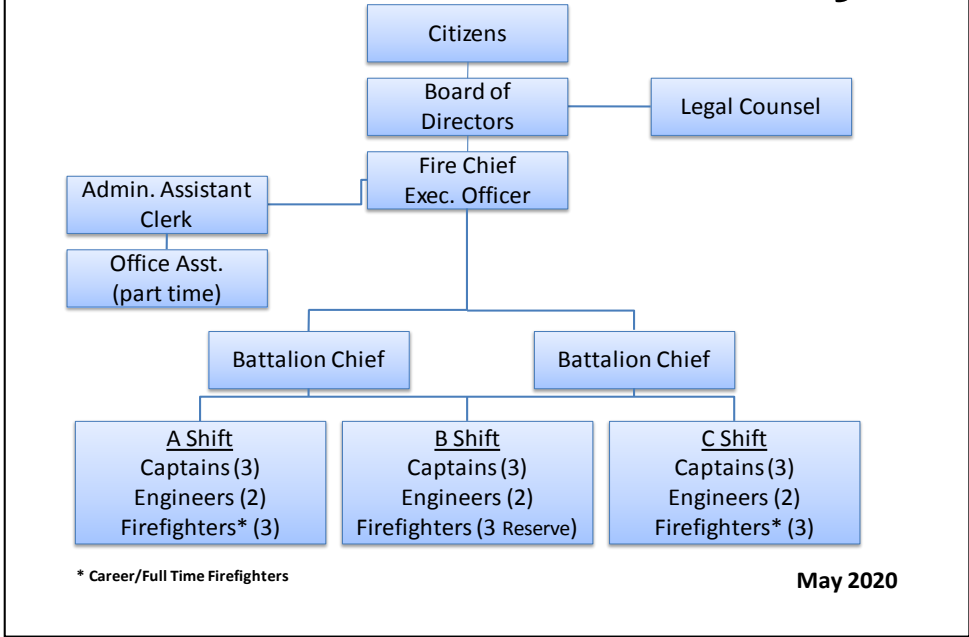 Citizens
Board of
Directors
Legal Counsel
Fire Chief
Exec. Officer
Admin. Assistant
Clerk
Office Asst.
(part time)
Battalion Chief
Battalion Chief
A Shift
Captains (3)
Engineers (2)
Firefighters* (3)
B Shift
Captains (3)
Engineers (2)
Firefighters (3 Reserve)
C Shift
Captains (3)
Engineers (2)
Firefighters* (3)
* Career/Full Time Firefighters
May 2020